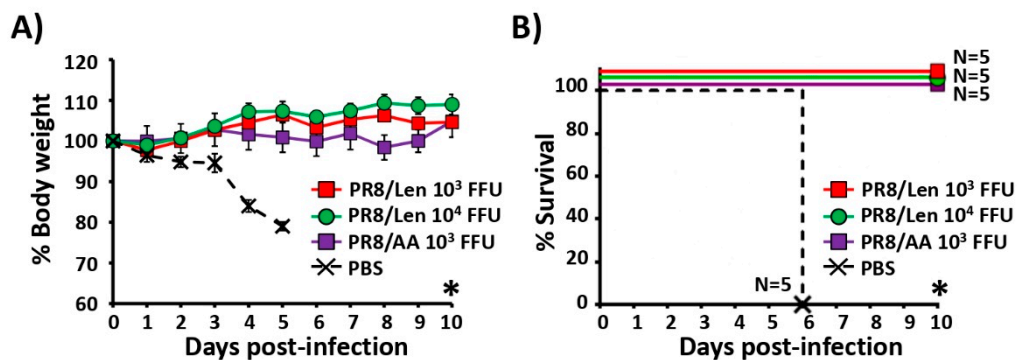 A)
% Body weight
120
110
100
90
80
70
60
PR8/Len 10³ FFU
PR8/Len 10⁴ FFU
PR8/AA 10³ FFU
PBS
*
0 1 2 3 4 5 6 7 8 9 10
Days post-infection
B)
% Survival
100
80
60
40
20
0
N=5
N=5
N=5
PR8/Len 10³ FFU
PR8/Len 10⁴ FFU
PR8/AA 10³ FFU
PBS
N=5
*
0 1 2 3 4 5 6 7 8 9 10
Days post-infection